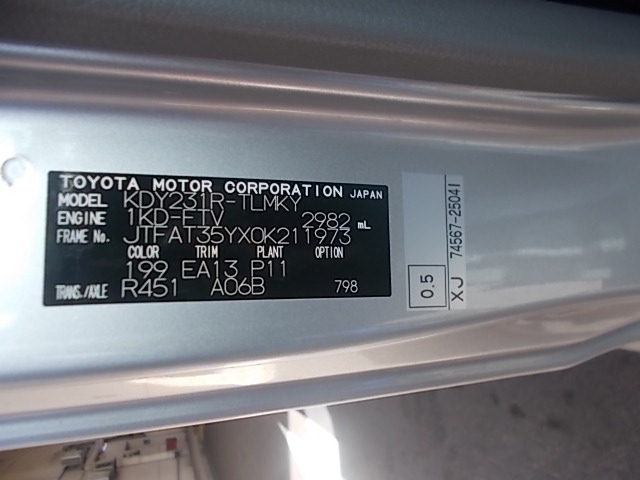 TOYOTA MOTOR CORPORATION JAPAN
MODEL KDY231R-TLMKY
ENGINE 1KD-FTV 2982 mL
FRAME No. JTFAT35YX0K211973
COLOR TRIM PLANT OPTION
199 EA13 P11
TRANS./AXLE R451 A06B 798
0.5
XJ 74567-25041